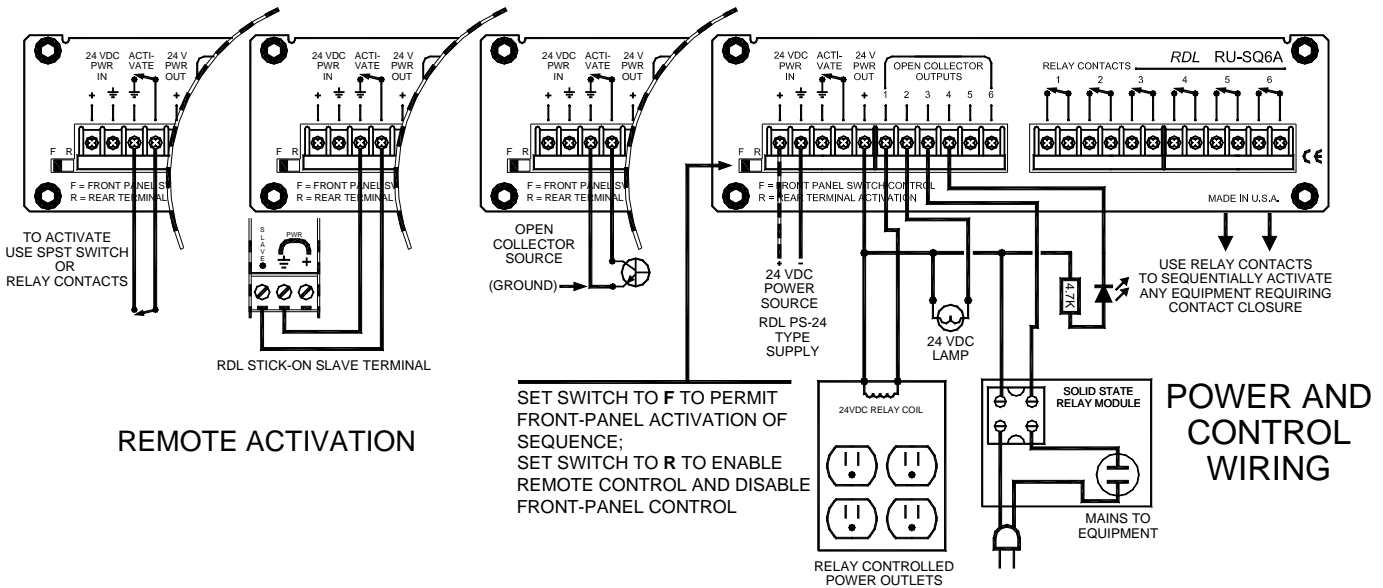 24 VDC PWR IN
ACTI-VATE
24 V PWR OUT
+
+
F R
F = FRONT PANEL SW
R = REAR TERMINAL
TO ACTIVATE
USE SPST SWITCH
OR
RELAY CONTACTS
24 VDC PWR IN
ACTI-VATE
24 V PWR OUT
+
+
F R
F = FRONT PANEL SW
R = REAR TERMINAL
SLAVE
PWR
+
RDL STICK-ON SLAVE TERMINAL
REMOTE ACTIVATION
24 VDC PWR IN
ACTI-VATE
24 V PWR OUT
+
+
F R
F = FRONT PANEL SW
R = REAR TERMINAL
OPEN
COLLECTOR
SOURCE
(GROUND)
24 VDC PWR IN
ACTI-VATE
24 V PWR OUT
+
+
OPEN COLLECTOR
OUTPUTS
1 2 3 4 5 6
RELAY CONTACTS
RDL RU-SQ6A
1 2 3 4 5 6
F R
F = FRONT PANEL SWITCH CONTROL
R = REAR TERMINAL ACTIVATION
CE
MADE IN U.S.A.
+ -
24 VDC
POWER
SOURCE
RDL PS-24
TYPE
SUPPLY
24 VDC
LAMP
4.7K
USE RELAY CONTACTS
TO SEQUENTIALLY ACTIVATE
ANY EQUIPMENT REQUIRING
CONTACT CLOSURE
SET SWITCH TO F TO PERMIT
FRONT-PANEL ACTIVATION OF
SEQUENCE;
SET SWITCH TO R TO ENABLE
REMOTE CONTROL AND DISABLE
FRONT-PANEL CONTROL
24VDC RELAY COIL
RELAY CONTROLLED
POWER OUTLETS
SOLID STATE
RELAY MODULE
MAINS TO
EQUIPMENT
POWER AND
CONTROL
WIRING